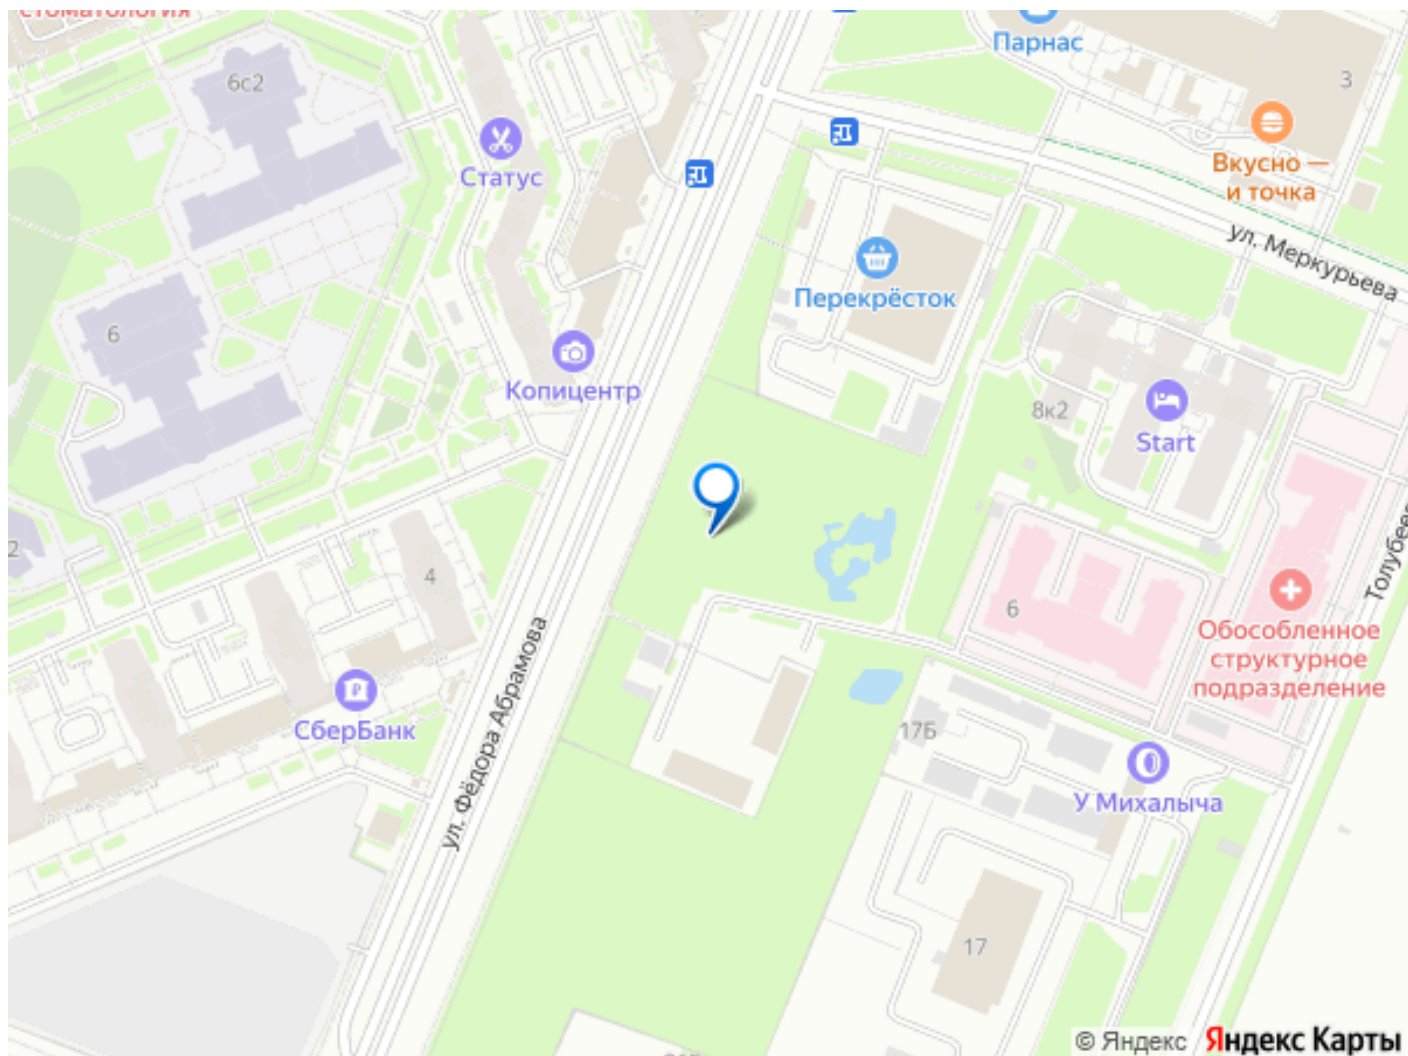 стоматология
6с2
Парнас
3
Статус
Вкусно —
и точка
ул. Меркурьева
Перекрёсток
6
Копицентр
8к2
Start
2
4
6
Обособленное
структурное
подразделение
ул. Фёдора Абрамова
СберБанк
17Б
У Михалыча
17
© Яндекс
Яндекс Карты